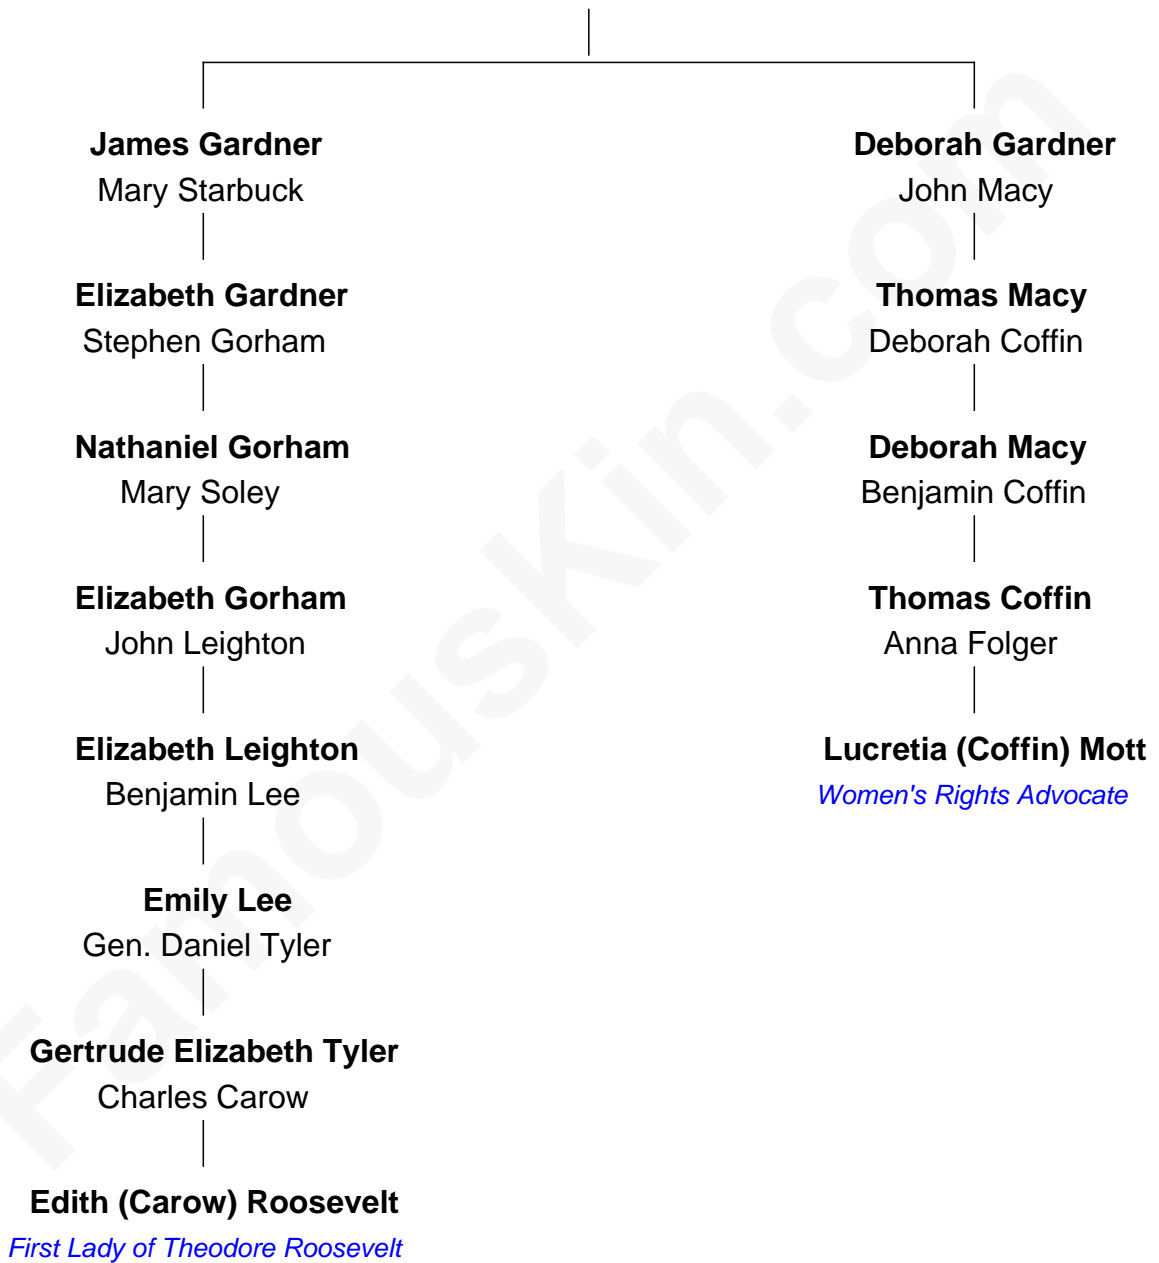 James Gardner
Mary Starbuck
Elizabeth Gardner
Stephen Gorham
Nathaniel Gorham
Mary Soley
Elizabeth Gorham
John Leighton
Elizabeth Leighton
Benjamin Lee
Emily Lee
Gen. Daniel Tyler
Gertrude Elizabeth Tyler
Charles Carow
Edith (Carow) Roosevelt
First Lady of Theodore Roosevelt
Deborah Gardner
John Macy
Thomas Macy
Deborah Coffin
Deborah Macy
Benjamin Coffin
Thomas Coffin
Anna Folger
Lucretia (Coffin) Mott
Women's Rights Advocate
FamousKin.com